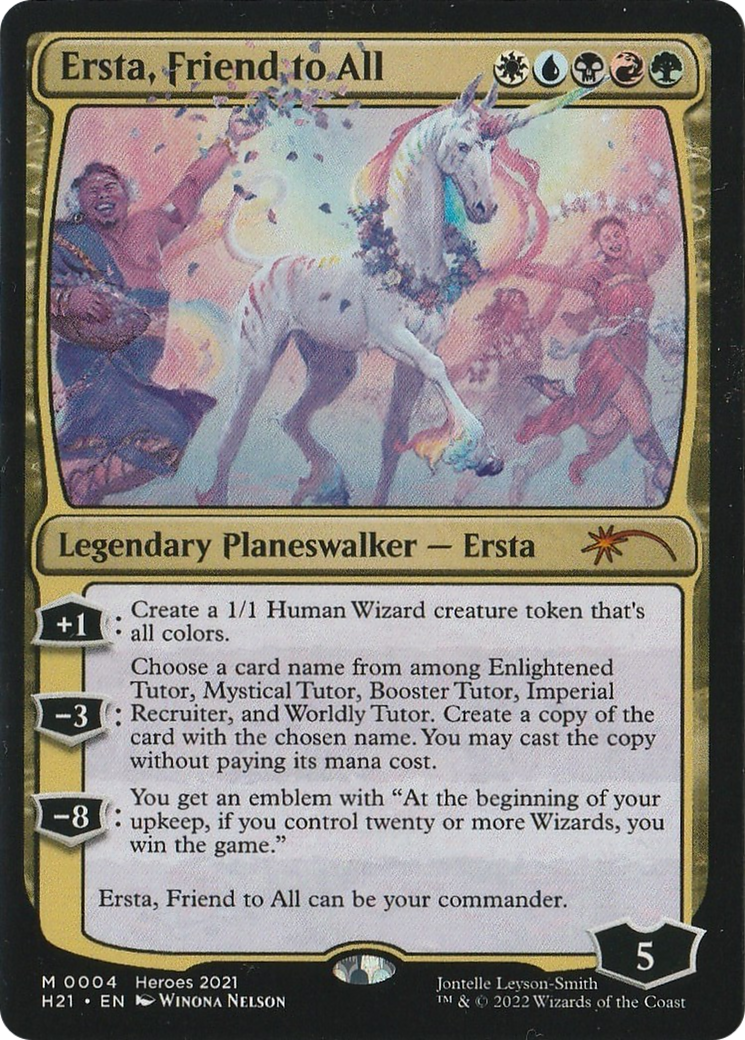 Ersta, Friend to All
Legendary Planeswalker — Ersta
+1: Create a 1/1 Human Wizard creature token that's
all colors.
Choose a card name from among Enlightened
Tutor, Mystical Tutor, Booster Tutor, Imperial
−3: Recruiter, and Worldly Tutor. Create a copy of the
card with the chosen name. You may cast the copy
without paying its mana cost.
You get an emblem with “At the beginning of your
−8: upkeep, if you control twenty or more Wizards, you
win the game.”
Ersta, Friend to All can be your commander.
5
M 0004 Heroes 2021
H21 • EN Winona Nelson
Jontelle Leyson-Smith
™ & © 2022 Wizards of the Coast